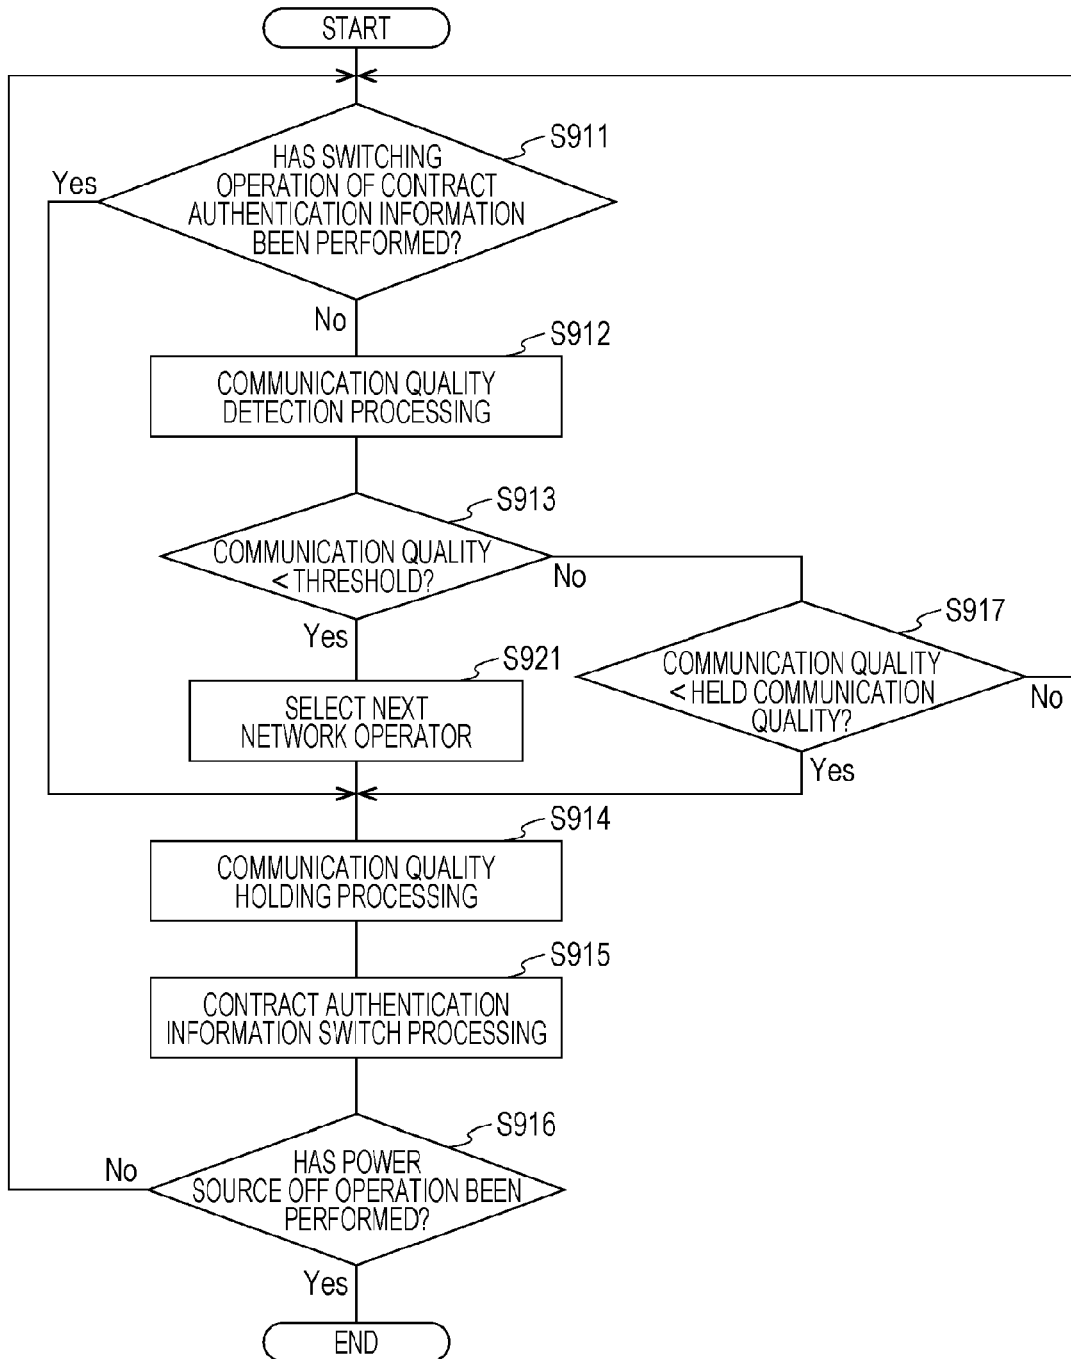 START
S911
HAS SWITCHING
OPERATION OF CONTRACT
AUTHENTICATION INFORMATION
BEEN PERFORMED?
Yes
No
S912
COMMUNICATION QUALITY
DETECTION PROCESSING
S913
COMMUNICATION QUALITY
< THRESHOLD?
No
Yes
S917
COMMUNICATION QUALITY
< HELD COMMUNICATION
QUALITY?
No
Yes
S921
SELECT NEXT
NETWORK OPERATOR
S914
COMMUNICATION QUALITY
HOLDING PROCESSING
S915
CONTRACT AUTHENTICATION
INFORMATION SWITCH PROCESSING
S916
HAS POWER
SOURCE OFF OPERATION BEEN
PERFORMED?
No
Yes
END